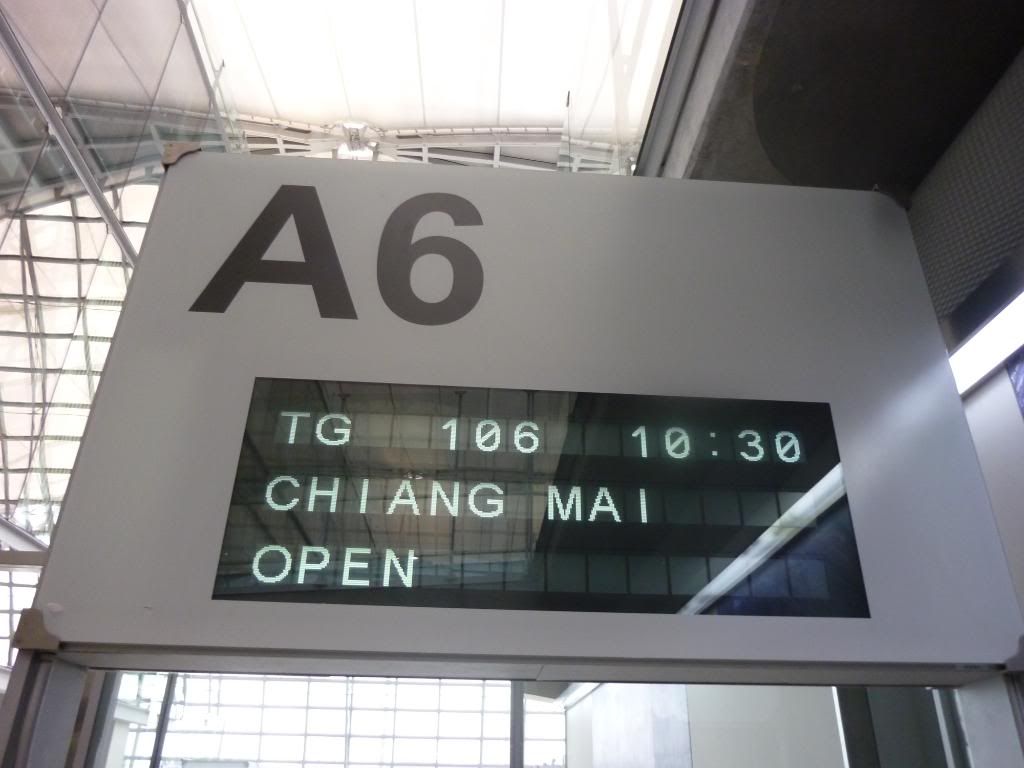 A6
TG 106 10:30
CHIANG MAI
OPEN